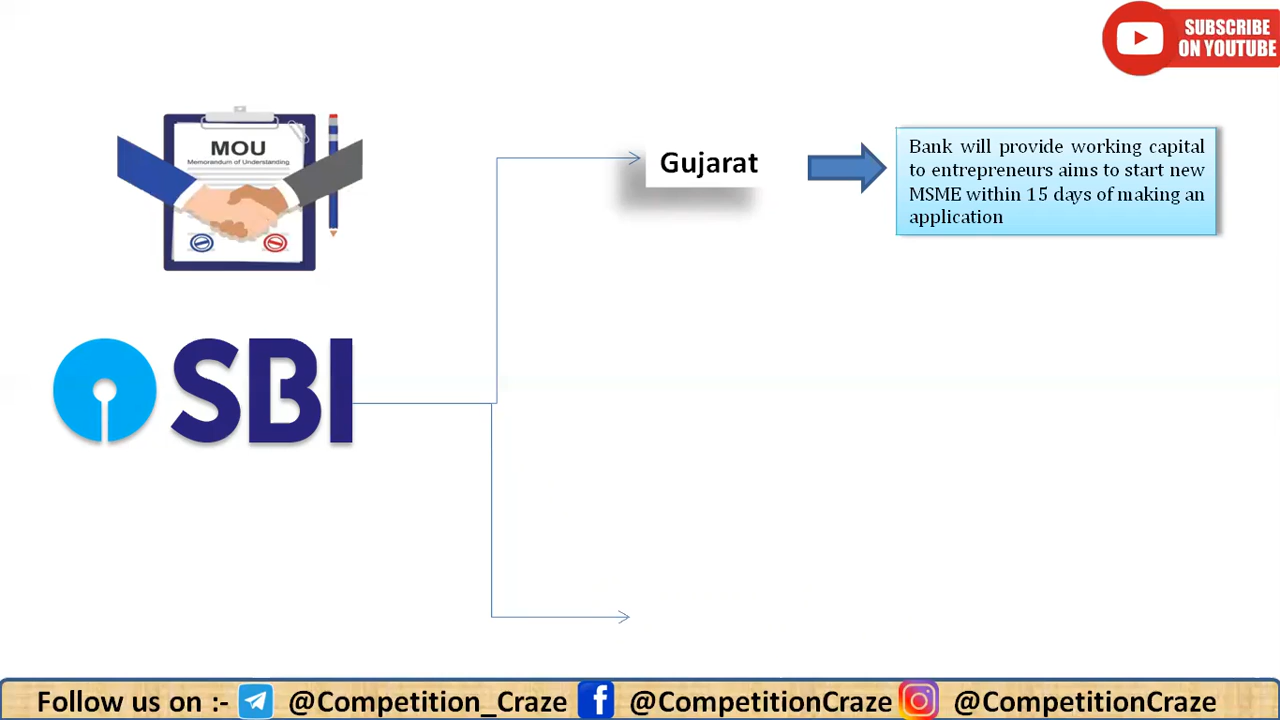 SUBSCRIBE
ON YOUTUBE
MOU
Memorandum of Understanding
Gujarat
Bank will provide working capital
to entrepreneurs aims to start new
MSME within 15 days of making an
application
SBI
Follow us on :- @Competition_Craze @CompetitionCraze @CompetitionCraze